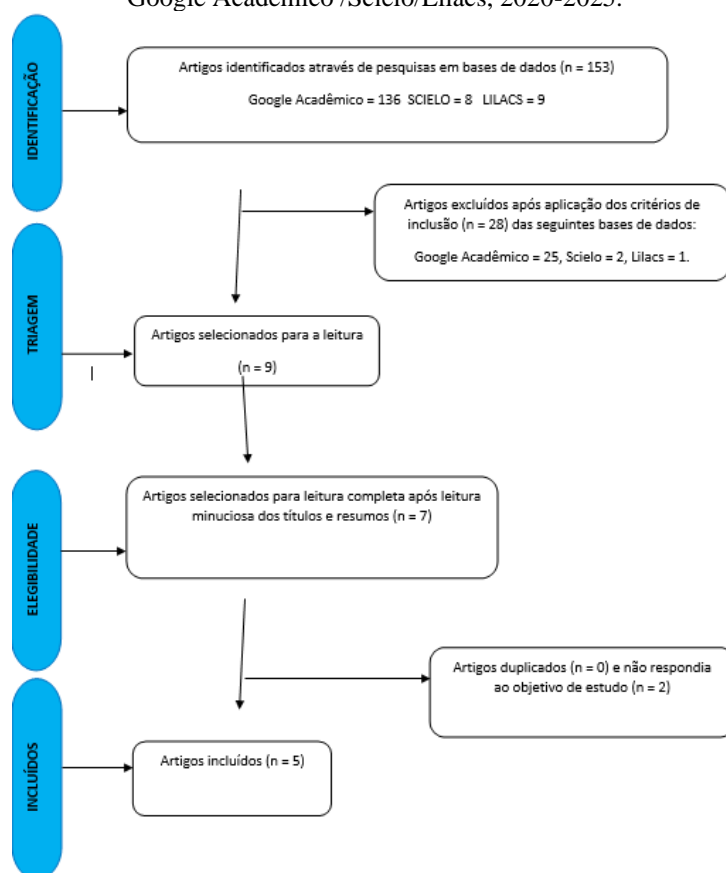 Google Acadêmico /Scielo/Lilacs, 2020-2025.
IDENTIFICAÇÃO
Artigos identificados através de pesquisas em bases de dados (n = 153)
Google Acadêmico = 136 SCIELO = 8 LILACS = 9
Artigos excluídos após aplicação dos critérios de
inclusão (n = 28) das seguintes bases de dados:
Google Acadêmico = 25, Scielo = 2, Lilacs = 1.
TRIAGEM
Artigos selecionados para a leitura
(n = 9)
ELEGIBILIDADE
Artigos selecionados para leitura completa após leitura
minuciosa dos títulos e resumos (n = 7)
Artigos duplicados (n = 0) e não respondia
ao objetivo de estudo (n = 2)
INCLUÍDOS
Artigos incluídos (n = 5)